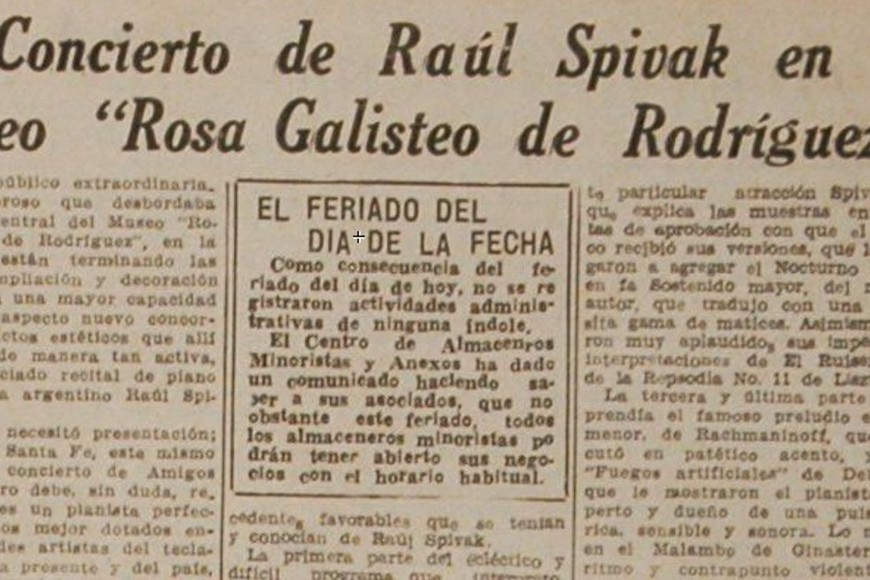 Concierto de Raúl Spivak en
eo "Rosa Galisteo de Rodríguez
público extraordinaria.
roso que desbordaba
entral del Museo "Ro-
de Rodríguez", en la
están terminando las
mpliación y decoración
una mayor capacidad
aspecto nuevo concor-
ctos estéticos que allí
de manera tan activa,
ciado recital de piano
a argentino Raúl Spi-
necesitó presentación;
Santa Fe, este mismo
concierto de Amigos
ro debe, sin duda, re.
es un pianista perfec-
os mejor dotados en-
des artistas del tecla-
a presente y del país,
EL FERIADO DEL
DIA DE LA FECHA
Como consecuencia del fe-
riado del día de hoy, no se re
gistraron actividades adminis-
trativas de ninguna índole.
El Centro de Almaceneros
Minoristas y Anexos ha dado
un comunicado haciendo sa-
ber a sus asociados, que no
obstante este feriado, todos
los almaceneros minoristas po
drán tener abierto sus nego-
cios con el horario habitual.
cedentes favorables que se tenían
y conocían de Raúl Spivak.
La primera parte del ecléctrico y
difícil programa que
te particular atracción Spiv
que explica las muestras en
tas de aprobación con que el
co recibió sus versiones, que l
garon a agregar el Nocturno
en fa Sostenido mayor, del m
autor, que tradujo con una
sita gama de matices. Asimism
ron muy aplaudidos sus impe
interpretaciones de El Ruise
de la Rapsodia No. 11 de Lisz
La tercera y última parte
prendía el famoso preludio e
menor, de Rachmaninoff, que
cutó en patético acento, y
"Fuegos artificiales" de De
que le mostraron el pianist
perto y dueño de una puls
rica, sensible y sonora. Lo m
en el Malambo de Ginaster
ritmo y contrapunto violent